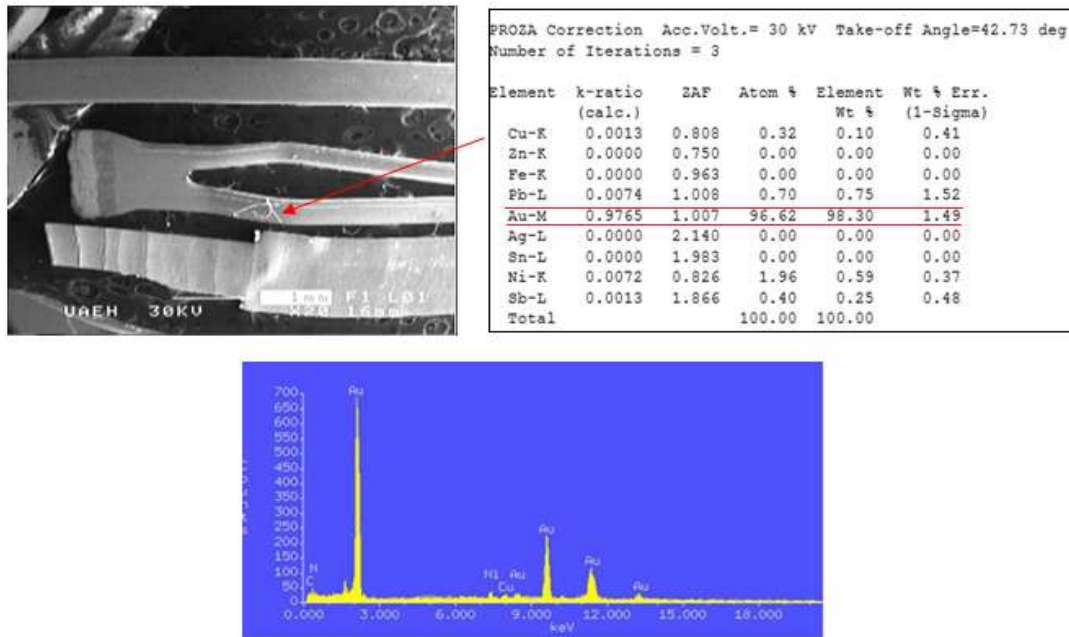 UAEH 30KV X20 16mm
1mm F1 L01
PROZA Correction Acc.Volt.= 30 kV Take-off Angle=42.73 deg
Number of Iterations = 3
Element k-ratio ZAF Atom % Element Wt % Err.
(calc.) Wt % (1-Sigma)
Cu-K 0.0013 0.808 0.32 0.10 0.41
Zn-K 0.0000 0.750 0.00 0.00 0.00
Fe-K 0.0000 0.963 0.00 0.00 0.00
Pb-L 0.0074 1.008 0.70 0.75 1.52
Au-M 0.9765 1.007 96.62 98.30 1.49
Ag-L 0.0000 2.140 0.00 0.00 0.00
Sn-L 0.0000 1.983 0.00 0.00 0.00
Ni-K 0.0072 0.826 1.96 0.59 0.37
Sb-L 0.0013 1.866 0.40 0.25 0.48
Total 100.00 100.00
700
650
600
550
500
450
400
350
300
250
200
150
100
50
0
Au
N
C
Ni
Cu
Au
Au
Au
Au
0.000 3.000 6.000 9.000 12.000 15.000 18.000
keV